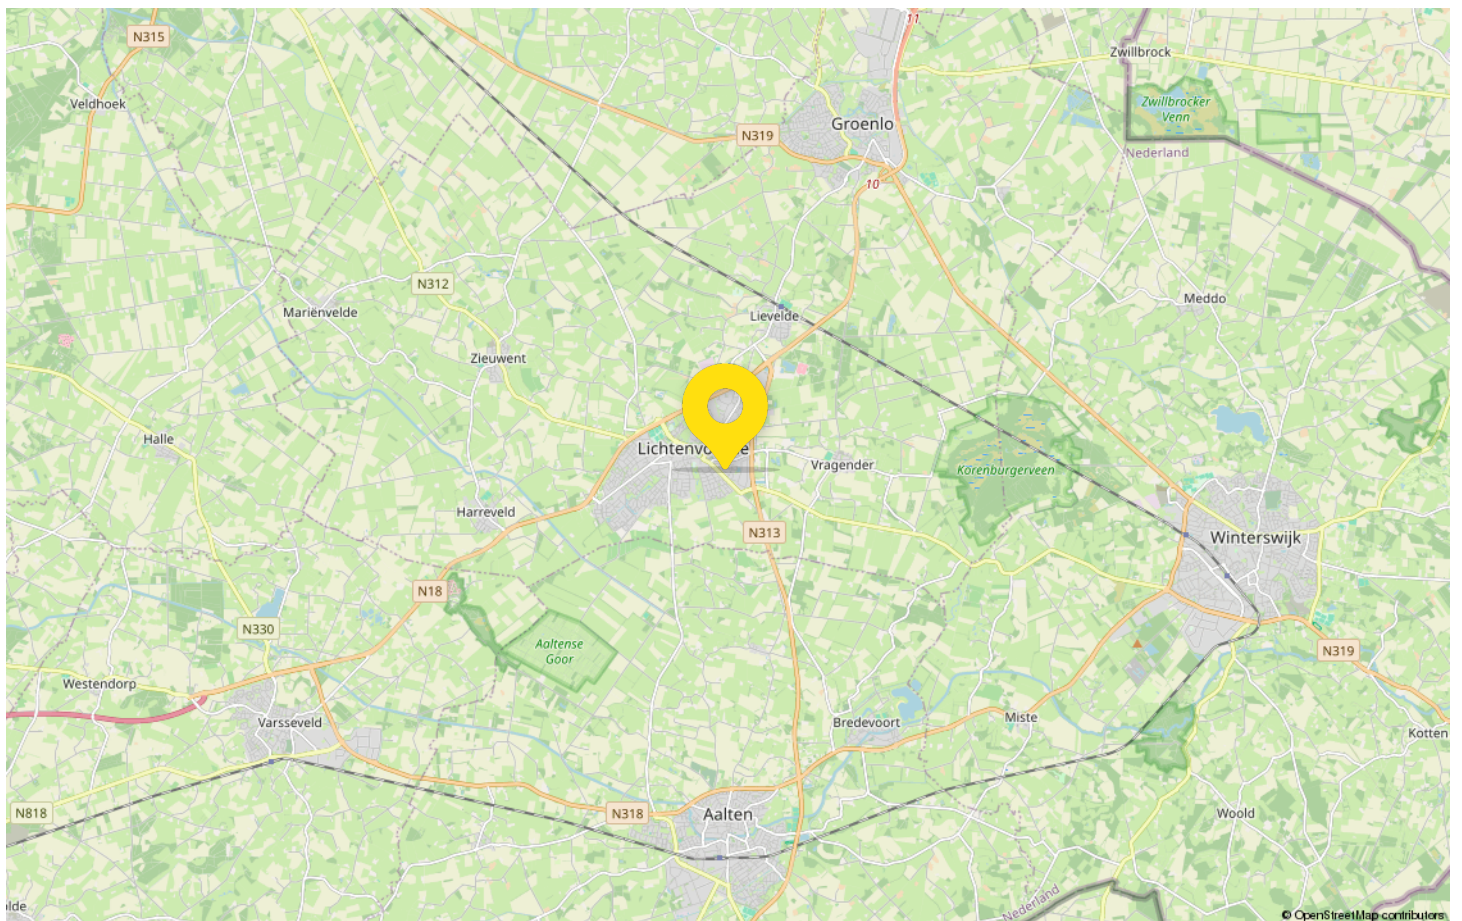 11
N315
Zwillbrock
Veldhoek
Zwillbrocker
Venn
Groenlo
N319
Nederland
10
N312
Meddo
Mariënvelde
Lievelde
Zieuwent
Halle
Lichtenvo
e
Vragender
Korenburgerveen
Harreveld
N313
Winterswijk
N18
N330
Aaltense
Goor
N319
Westendorp
Varsseveld
Bredevoort
Miste
Kotten
N818
N318
Aalten
Woold
Nederland
olde
© OpenStreetMap contributors